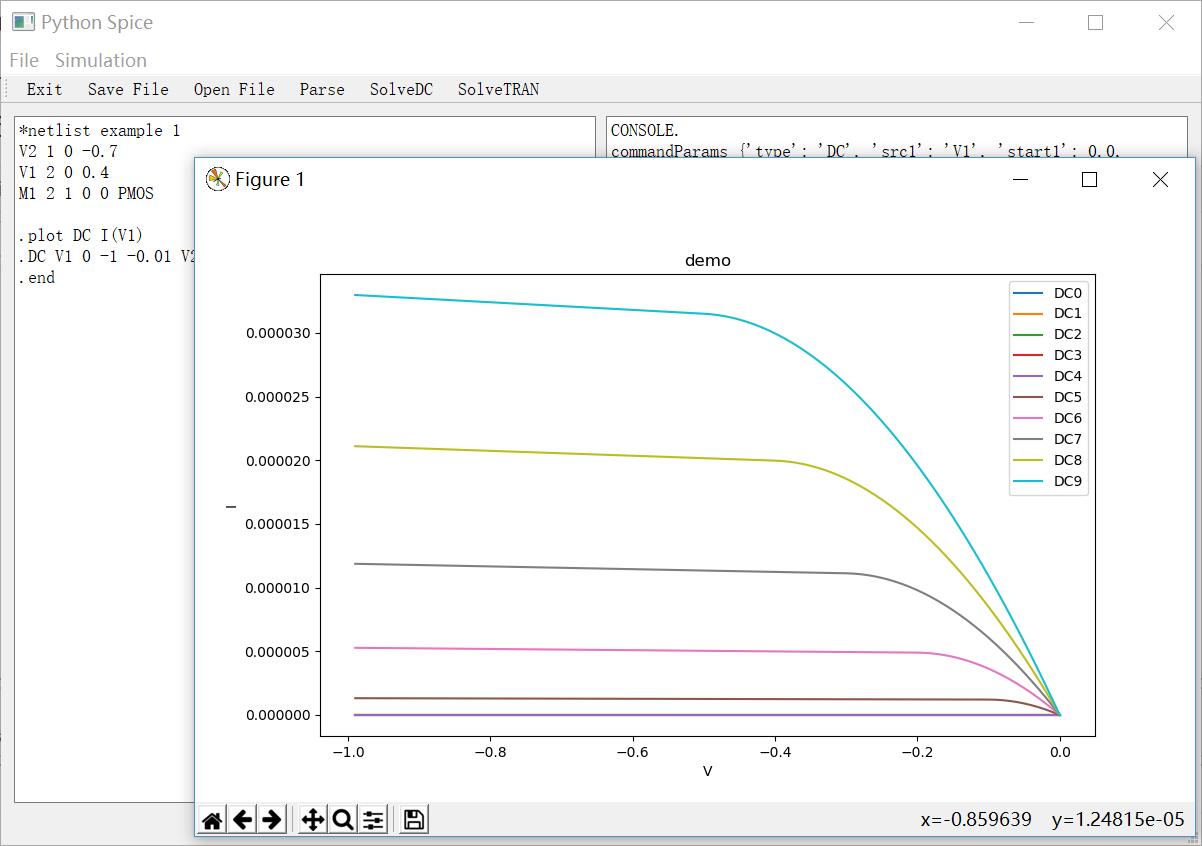 Python Spice
File Simulation
Exit Save File Open File Parse SolveDC SolveTRAN
*netlist example 1
V2 1 0 -0.7
V1 2 0 0.4
M1 2 1 0 0 PMOS
.plot DC I(V1)
.DC V1 0 -1 -0.01 V2
.end
CONSOLE.
commandParams {'type': 'DC', 'src1': 'V1', 'start1': 0.0,
Figure 1
demo
0.000030
0.000025
0.000020
0.000015
0.000010
0.000005
0.000000
I
−1.0 −0.8 −0.6 −0.4 −0.2 0.0
V
DC0
DC1
DC2
DC3
DC4
DC5
DC6
DC7
DC8
DC9
x=-0.859639 y=1.24815e-05